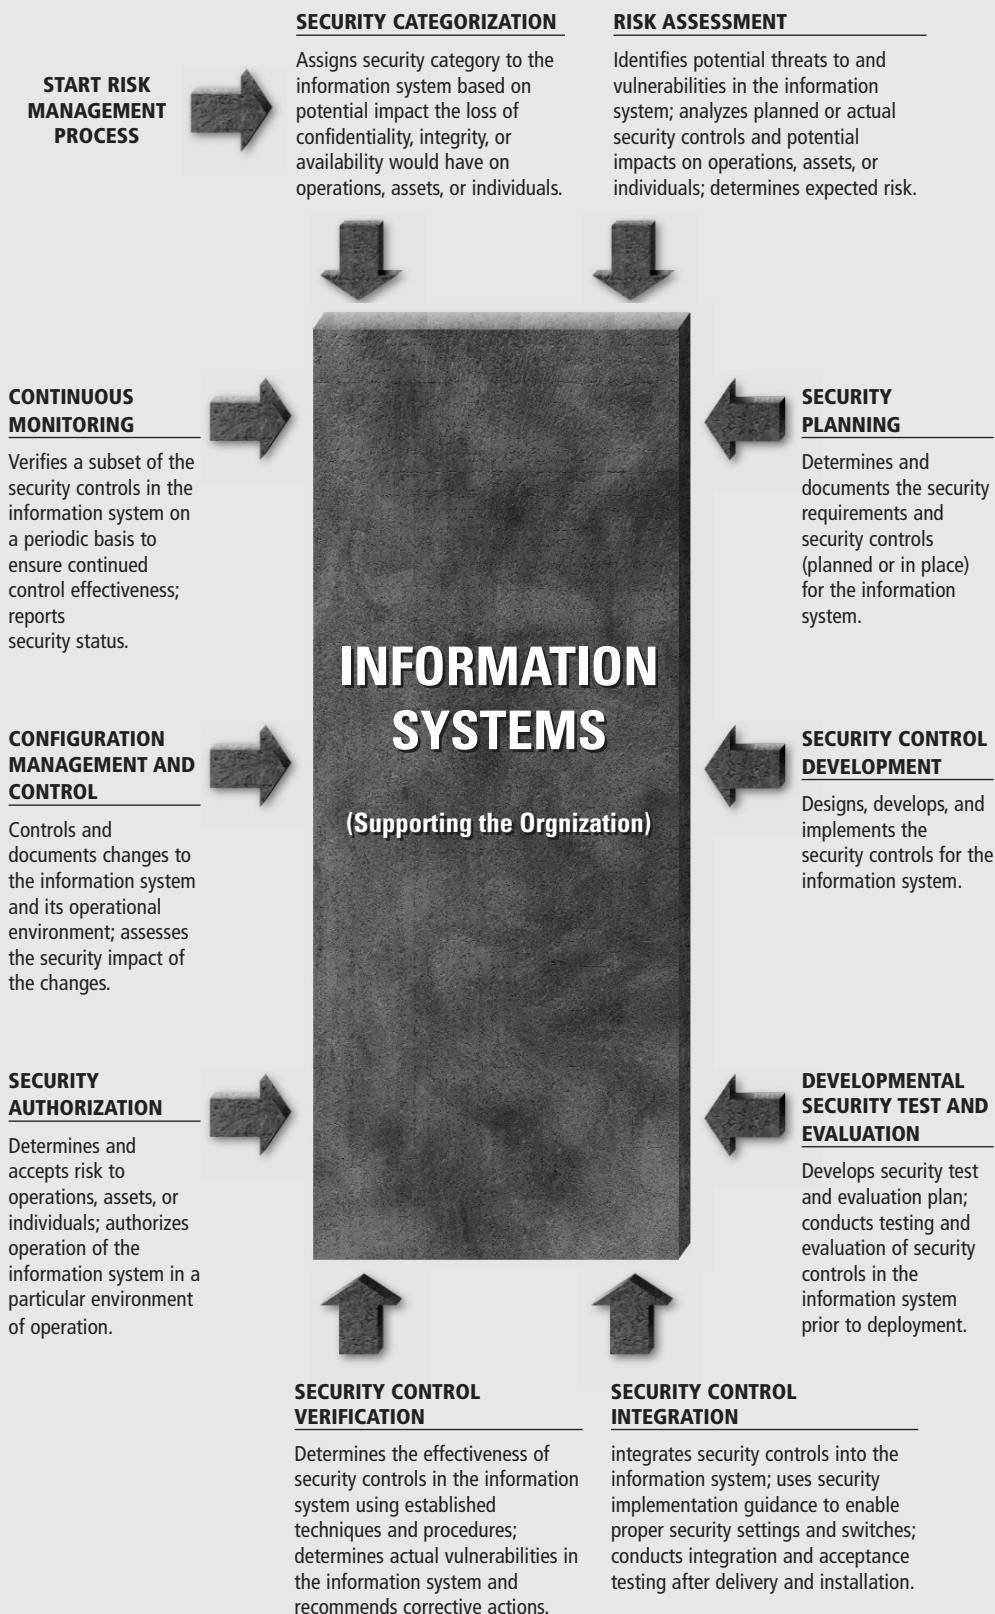 START RISK
MANAGEMENT
PROCESS
SECURITY CATEGORIZATION
Assigns security category to the
information system based on
potential impact the loss of
confidentiality, integrity, or
availability would have on
operations, assets, or individuals.
RISK ASSESSMENT
Identifies potential threats to and
vulnerabilities in the information
system; analyzes planned or actual
security controls and potential
impacts on operations, assets, or
individuals; determines expected risk.
CONTINUOUS
MONITORING
Verifies a subset of the
security controls in the
information system on
a periodic basis to
ensure continued
control effectiveness;
reports
security status.
SECURITY
PLANNING
Determines and
documents the security
requirements and
security controls
(planned or in place)
for the information
system.
INFORMATION
SYSTEMS
(Supporting the Orgnization)
CONFIGURATION
MANAGEMENT AND
CONTROL
Controls and
documents changes to
the information system
and its operational
environment; assesses
the security impact of
the changes.
SECURITY CONTROL
DEVELOPMENT
Designs, develops, and
implements the
security controls for the
information system.
SECURITY
AUTHORIZATION
Determines and
accepts risk to
operations, assets, or
individuals; authorizes
operation of the
information system in a
particular environment
of operation.
DEVELOPMENTAL
SECURITY TEST AND
EVALUATION
Develops security test
and evaluation plan;
conducts testing and
evaluation of security
controls in the
information system
prior to deployment.
SECURITY CONTROL
VERIFICATION
Determines the effectiveness of
security controls in the information
system using established
techniques and procedures;
determines actual vulnerabilities in
the information system and
recommends corrective actions.
SECURITY CONTROL
INTEGRATION
integrates security controls into the
information system; uses security
implementation guidance to enable
proper security settings and switches;
conducts integration and acceptance
testing after delivery and installation.